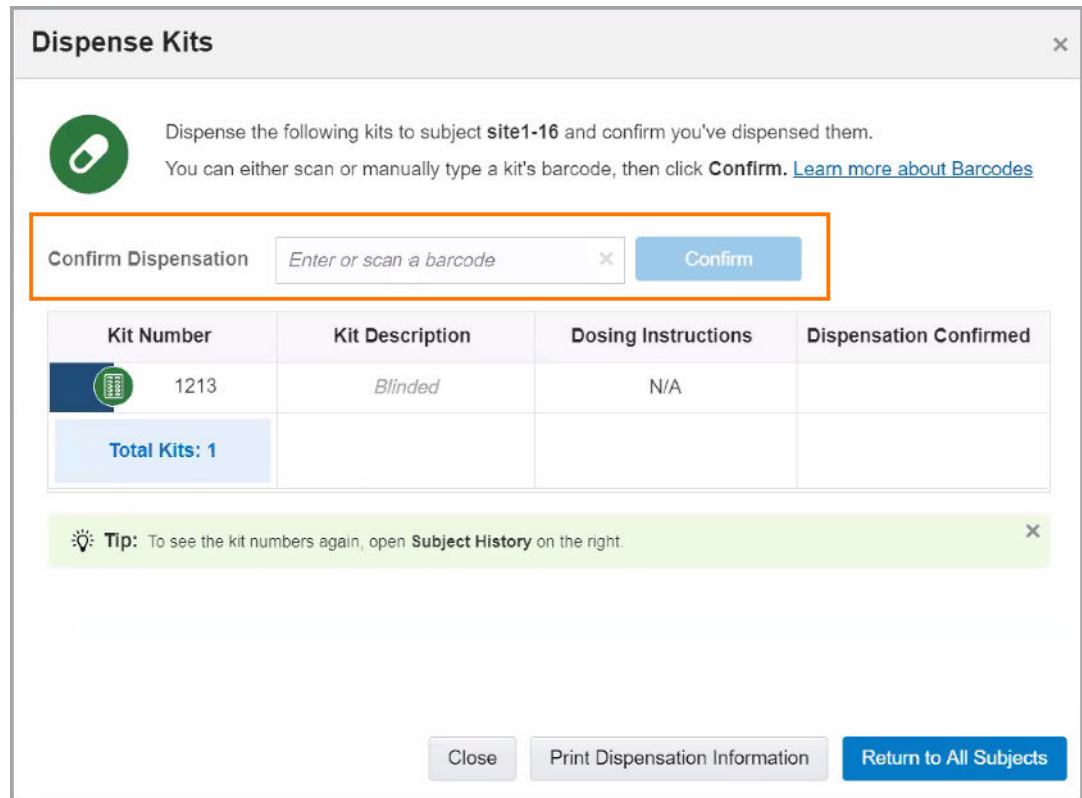 Dispense Kits
×
Dispense the following kits to subject site1-16 and confirm you've dispensed them.
You can either scan or manually type a kit's barcode, then click Confirm. Learn more about Barcodes
Confirm Dispensation Enter or scan a barcode × Confirm
Kit Number Kit Description Dosing Instructions Dispensation Confirmed
1213 Blinded N/A
Total Kits: 1
Tip: To see the kit numbers again, open Subject History on the right. ×
Close Print Dispensation Information Return to All Subjects